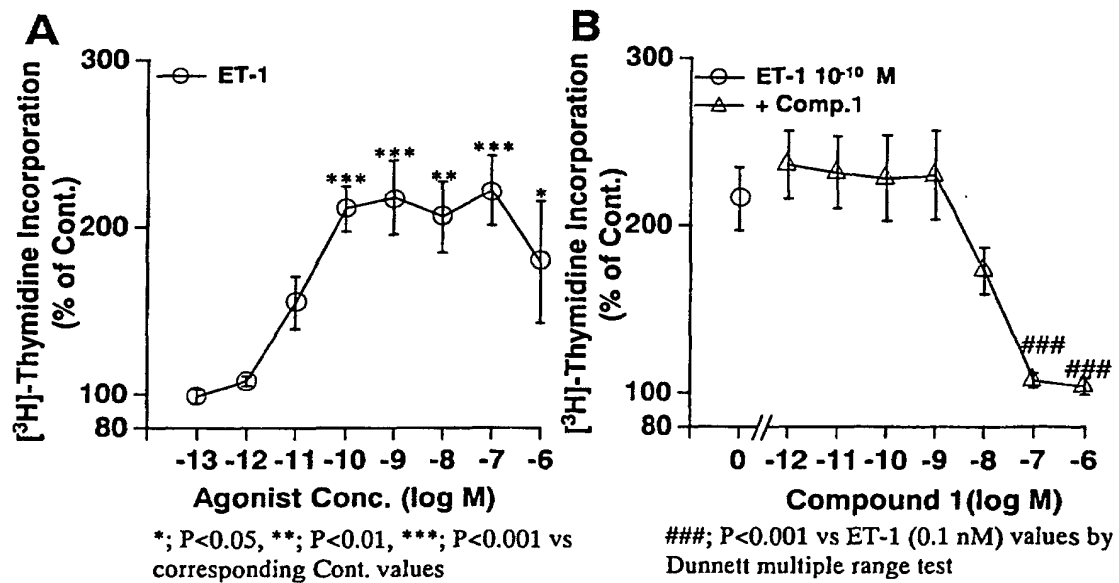 A
[³H]-Thymidine Incorporation
(% of Cont.)
300
200
100
80
ET-1
***
***
**
***
*
-13 -12 -11 -10 -9 -8 -7 -6
Agonist Conc. (log M)
*; P<0.05, **; P<0.01, ***; P<0.001 vs
corresponding Cont. values
B
[³H]-Thymidine Incorporation
(% of Cont.)
300
200
100
80
ET-1 10⁻¹⁰ M
+ Comp.1
###
###
0 -12 -11 -10 -9 -8 -7 -6
Compound 1(log M)
###; P<0.001 vs ET-1 (0.1 nM) values by
Dunnett multiple range test